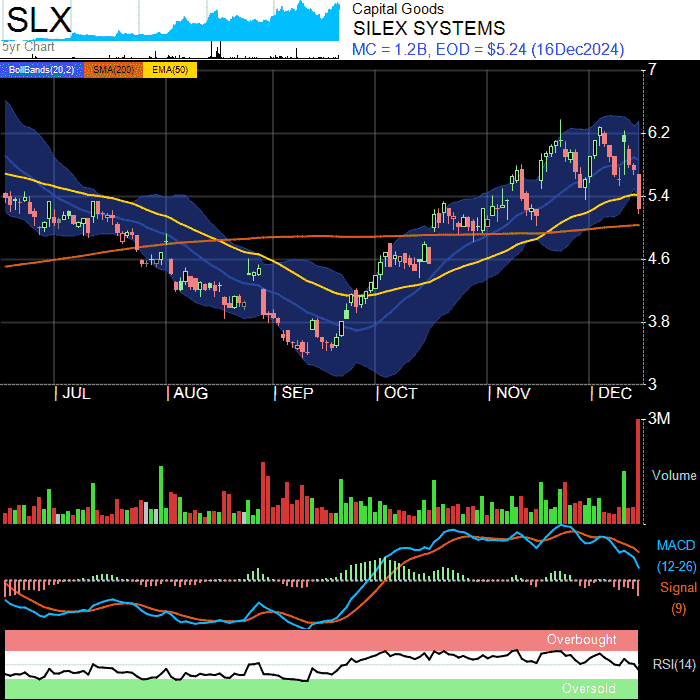 SLX
5yr Chart
Capital Goods
SILEX SYSTEMS
MC = 1.2B, EOD = $5.24 (16Dec2024)
BollBands(20,2) SMA(200) EMA(50)
7
6.2
5.4
4.6
3.8
3
| JUL | AUG | SEP | OCT | NOV | DEC
3M
Volume
MACD
(12-26)
Signal
(9)
Overbought
RSI(14)
Oversold